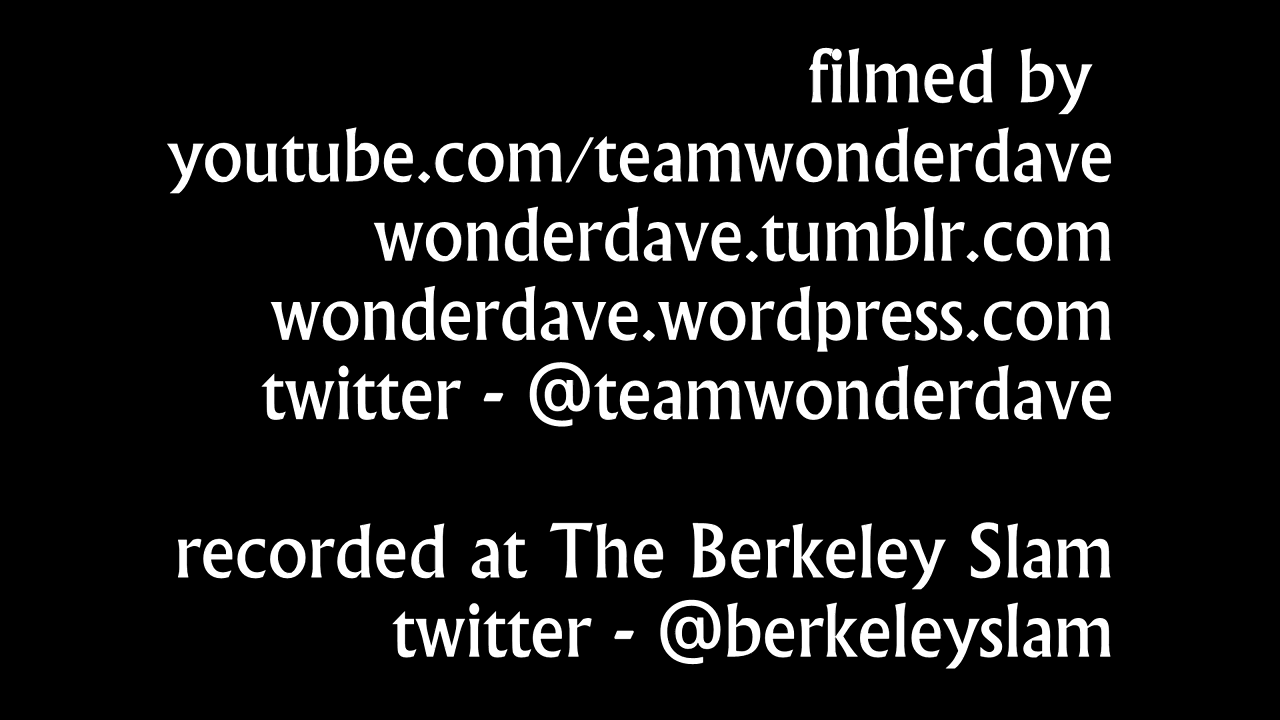 filmed by
youtube.com/teamwonderdave
wonderdave.tumblr.com
wonderdave.wordpress.com
twitter - @teamwonderdave
recorded at The Berkeley Slam
twitter - @berkeleyslam